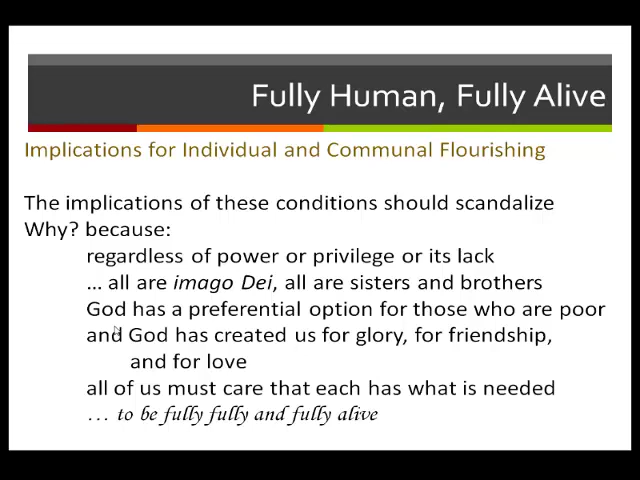 Fully Human, Fully Alive
Implications for Individual and Communal Flourishing
The implications of these conditions should scandalize
Why? because:
regardless of power or privilege or its lack
... all are imago Dei, all are sisters and brothers
God has a preferential option for those who are poor
and God has created us for glory, for friendship,
and for love
all of us must care that each has what is needed
... to be fully fully and fully alive